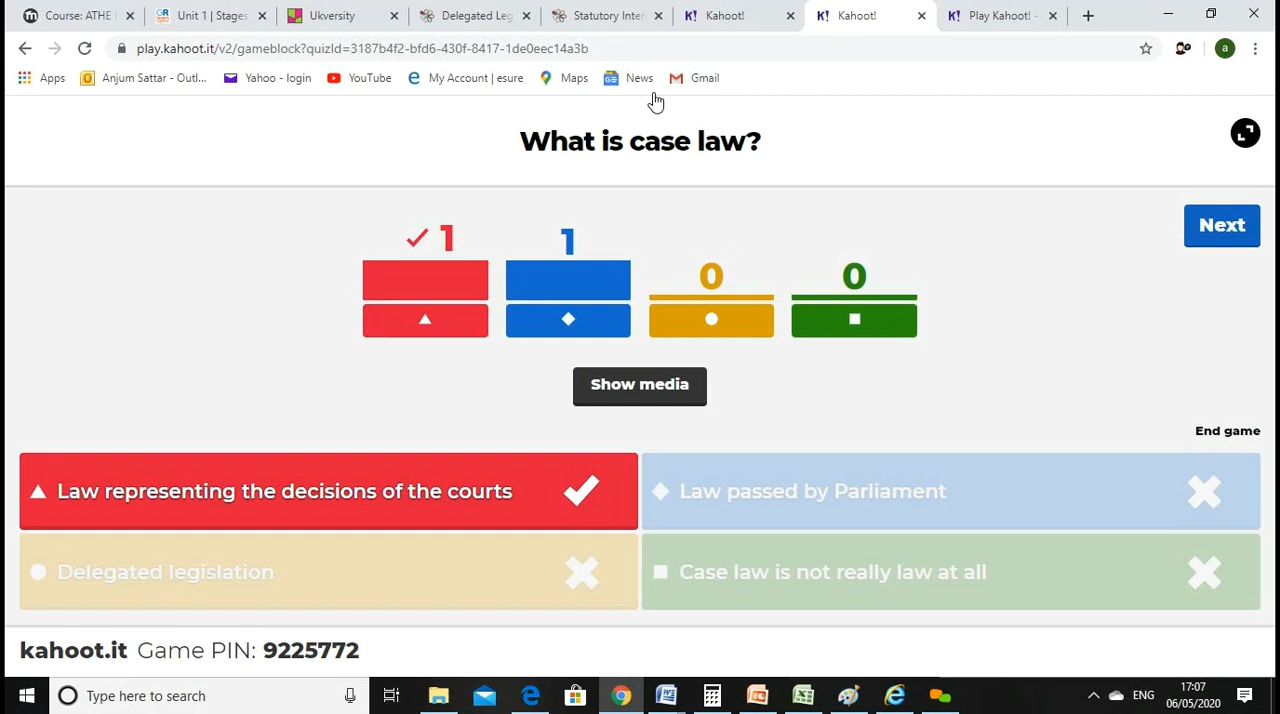 Course: ATHE
Unit 1 | Stages
Ukversity
Delegated Leg
Statutory Inter
K! Kahoot!
K! Kahoot!
K! Play Kahoot! -
play.kahoot.it/v2/gameblock?quizId=3187b4f2-bfd6-430f-8417-1de0eec14a3b
a
Apps
Anjum Sattar - Outl...
Yahoo - login
YouTube
My Account | esure
Maps
News
Gmail
What is case law?
Next
1
1
0
0
Show media
End game
Law representing the decisions of the courts
Law passed by Parliament
Delegated legislation
Case law is not really law at all
kahoot.it Game PIN: 9225772
Type here to search
ENG
17:07
06/05/2020